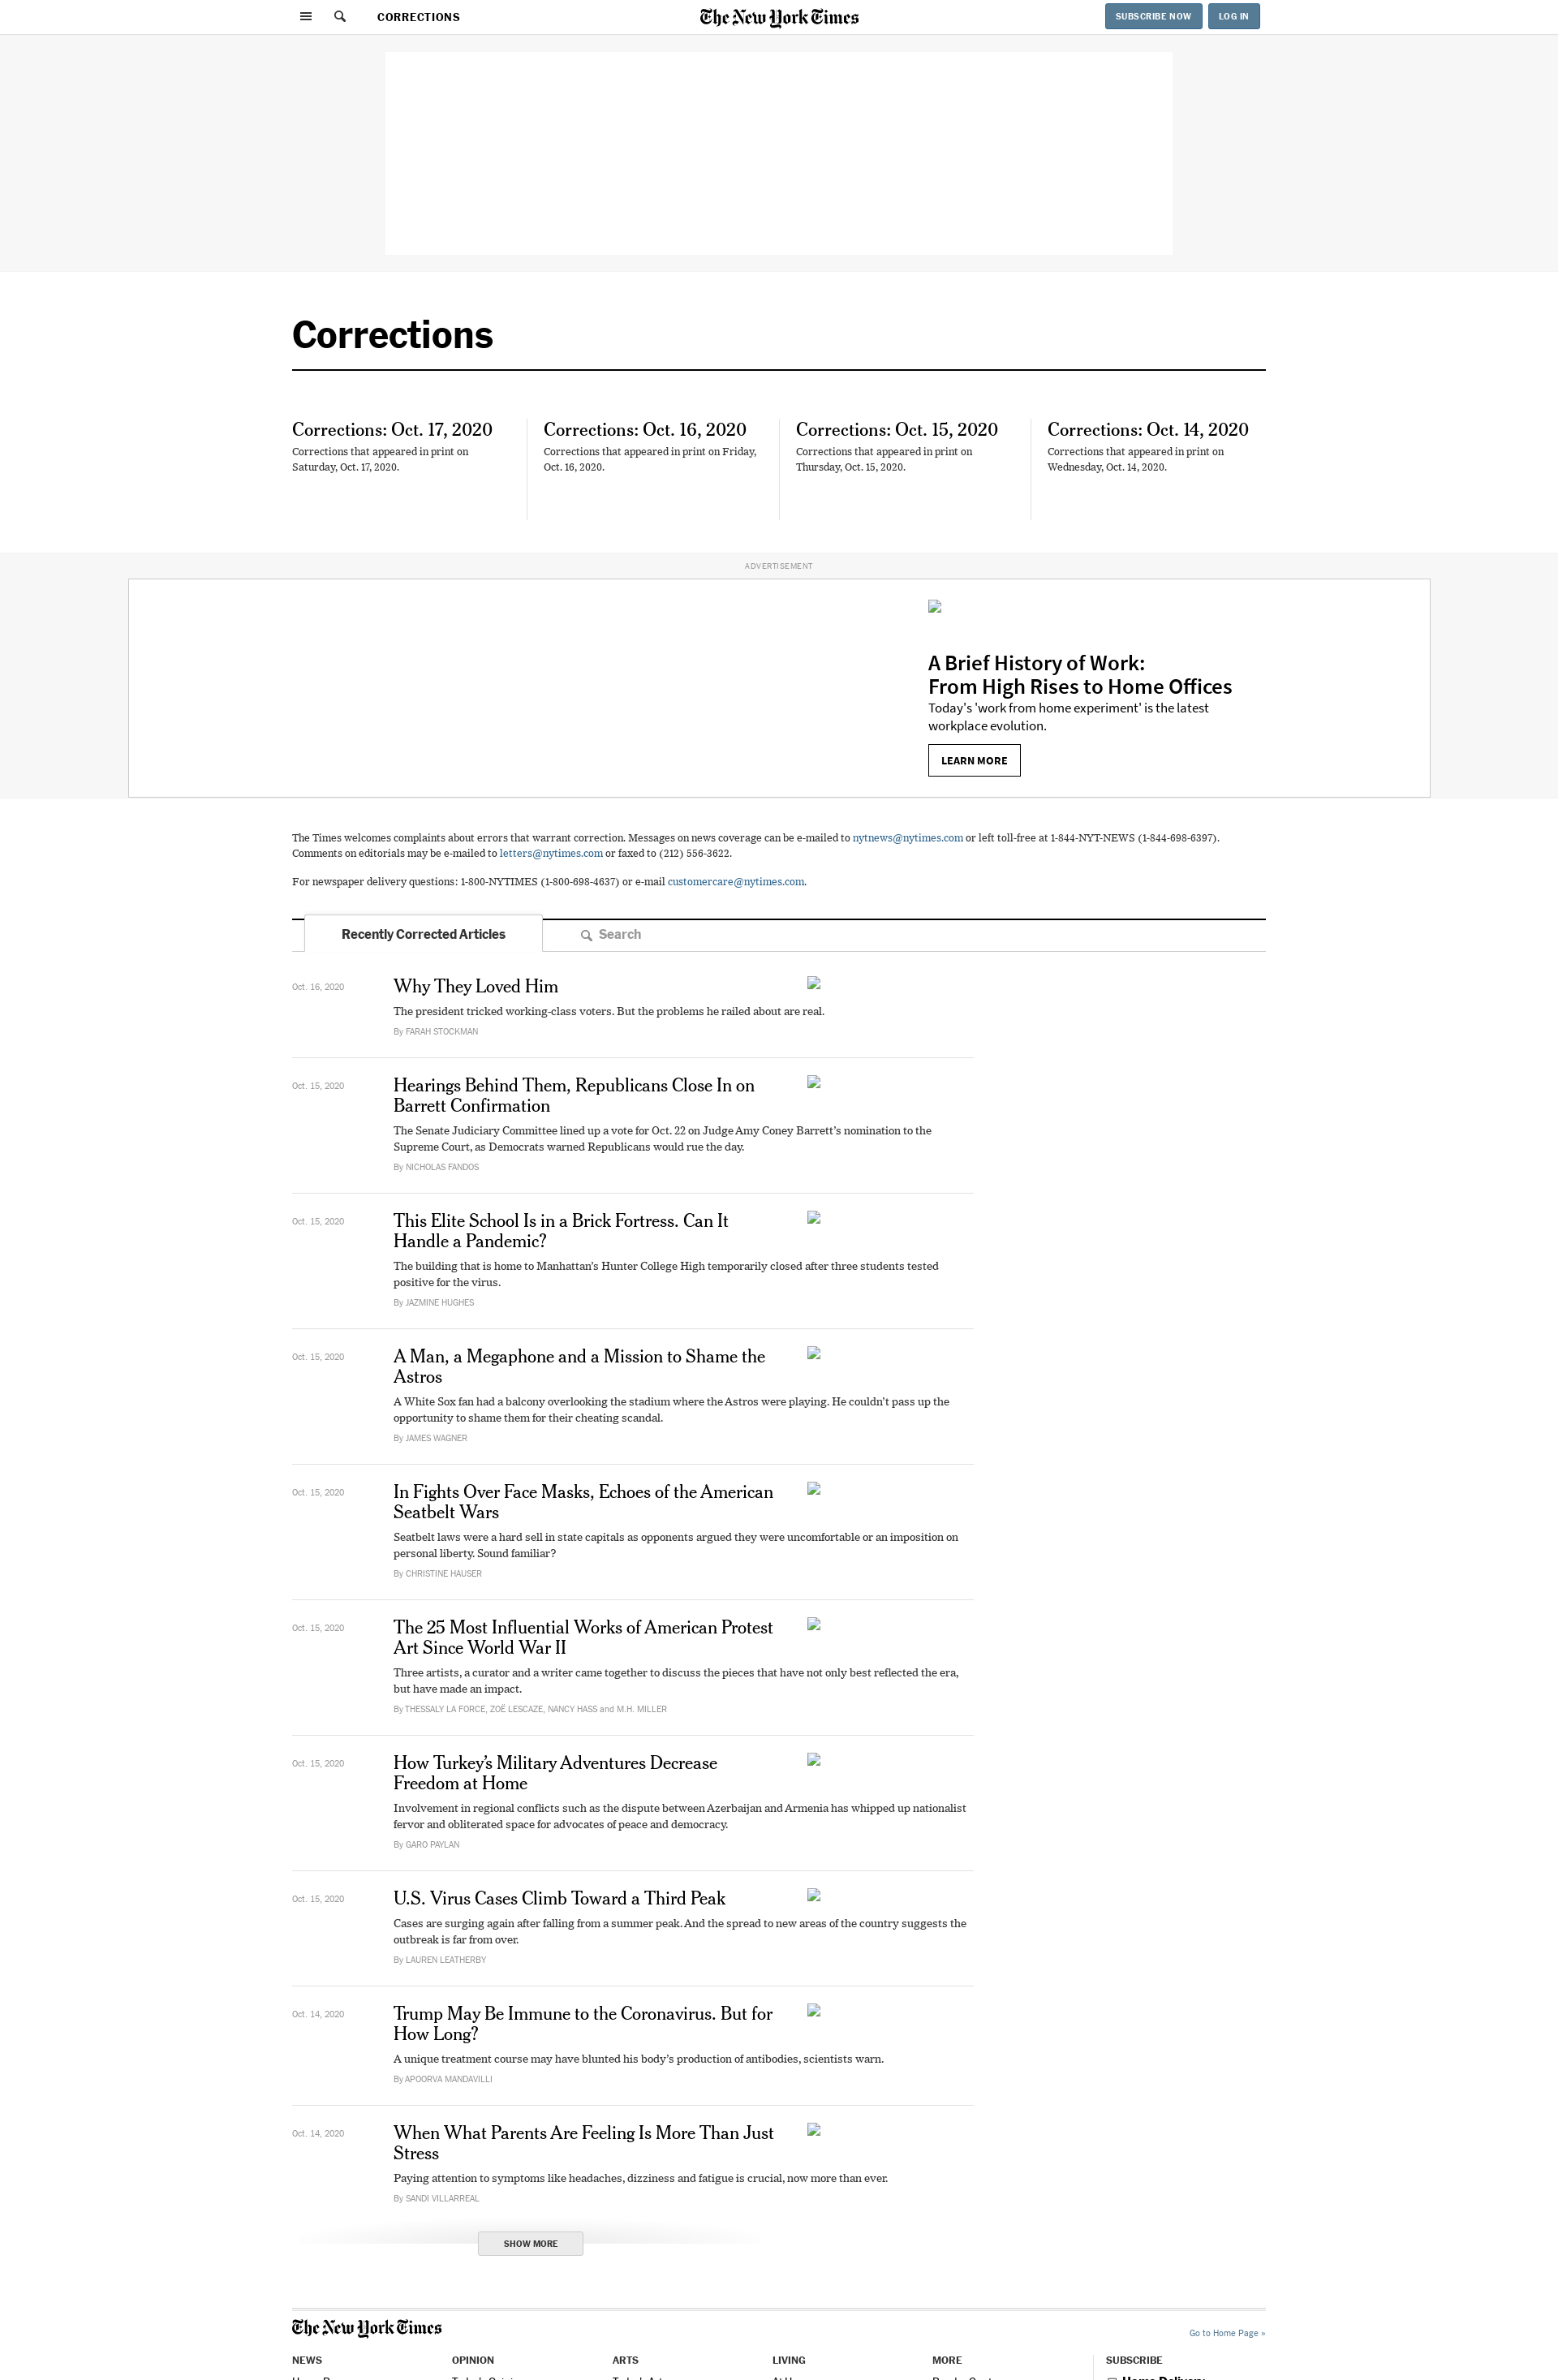 CORRECTIONS
The New York Times
SUBSCRIBE NOW
LOG IN
Corrections
Corrections: Oct. 17, 2020
Corrections that appeared in print on
Saturday, Oct. 17, 2020.
Corrections: Oct. 16, 2020
Corrections that appeared in print on Friday,
Oct. 16, 2020.
Corrections: Oct. 15, 2020
Corrections that appeared in print on
Thursday, Oct. 15, 2020.
Corrections: Oct. 14, 2020
Corrections that appeared in print on
Wednesday, Oct. 14, 2020.
ADVERTISEMENT
A Brief History of Work:
From High Rises to Home Offices
Today's 'work from home experiment' is the latest
workplace evolution.
LEARN MORE
The Times welcomes complaints about errors that warrant correction. Messages on news coverage can be e-mailed to nytnews@nytimes.com or left toll-free at 1-844-NYT-NEWS (1-844-698-6397).
Comments on editorials may be e-mailed to letters@nytimes.com or faxed to (212) 556-3622.
For newspaper delivery questions: 1-800-NYTIMES (1-800-698-4637) or e-mail customercare@nytimes.com.
Recently Corrected Articles
Search
Oct. 16, 2020
Why They Loved Him
The president tricked working-class voters. But the problems he railed about are real.
By FARAH STOCKMAN
Oct. 15, 2020
Hearings Behind Them, Republicans Close In on
Barrett Confirmation
The Senate Judiciary Committee lined up a vote for Oct. 22 on Judge Amy Coney Barrett’s nomination to the
Supreme Court, as Democrats warned Republicans would rue the day.
By NICHOLAS FANDOS
Oct. 15, 2020
This Elite School Is in a Brick Fortress. Can It
Handle a Pandemic?
The building that is home to Manhattan’s Hunter College High temporarily closed after three students tested
positive for the virus.
By JAZMINE HUGHES
Oct. 15, 2020
A Man, a Megaphone and a Mission to Shame the
Astros
A White Sox fan had a balcony overlooking the stadium where the Astros were playing. He couldn’t pass up the
opportunity to shame them for their cheating scandal.
By JAMES WAGNER
Oct. 15, 2020
In Fights Over Face Masks, Echoes of the American
Seatbelt Wars
Seatbelt laws were a hard sell in state capitals as opponents argued they were uncomfortable or an imposition on
personal liberty. Sound familiar?
By CHRISTINE HAUSER
Oct. 15, 2020
The 25 Most Influential Works of American Protest
Art Since World War II
Three artists, a curator and a writer came together to discuss the pieces that have not only best reflected the era,
but have made an impact.
By THESSALY LA FORCE, ZOË LESCAZE, NANCY HASS and M.H. MILLER
Oct. 15, 2020
How Turkey’s Military Adventures Decrease
Freedom at Home
Involvement in regional conflicts such as the dispute between Azerbaijan and Armenia has whipped up nationalist
fervor and obliterated space for advocates of peace and democracy.
By GARO PAYLAN
Oct. 15, 2020
U.S. Virus Cases Climb Toward a Third Peak
Cases are surging again after falling from a summer peak. And the spread to new areas of the country suggests the
outbreak is far from over.
By LAUREN LEATHERBY
Oct. 14, 2020
Trump May Be Immune to the Coronavirus. But for
How Long?
A unique treatment course may have blunted his body’s production of antibodies, scientists warn.
By APOORVA MANDAVILLI
Oct. 14, 2020
When What Parents Are Feeling Is More Than Just
Stress
Paying attention to symptoms like headaches, dizziness and fatigue is crucial, now more than ever.
By SANDI VILLARREAL
SHOW MORE
The New York Times
Go to Home Page »
NEWS
OPINION
ARTS
LIVING
MORE
SUBSCRIBE